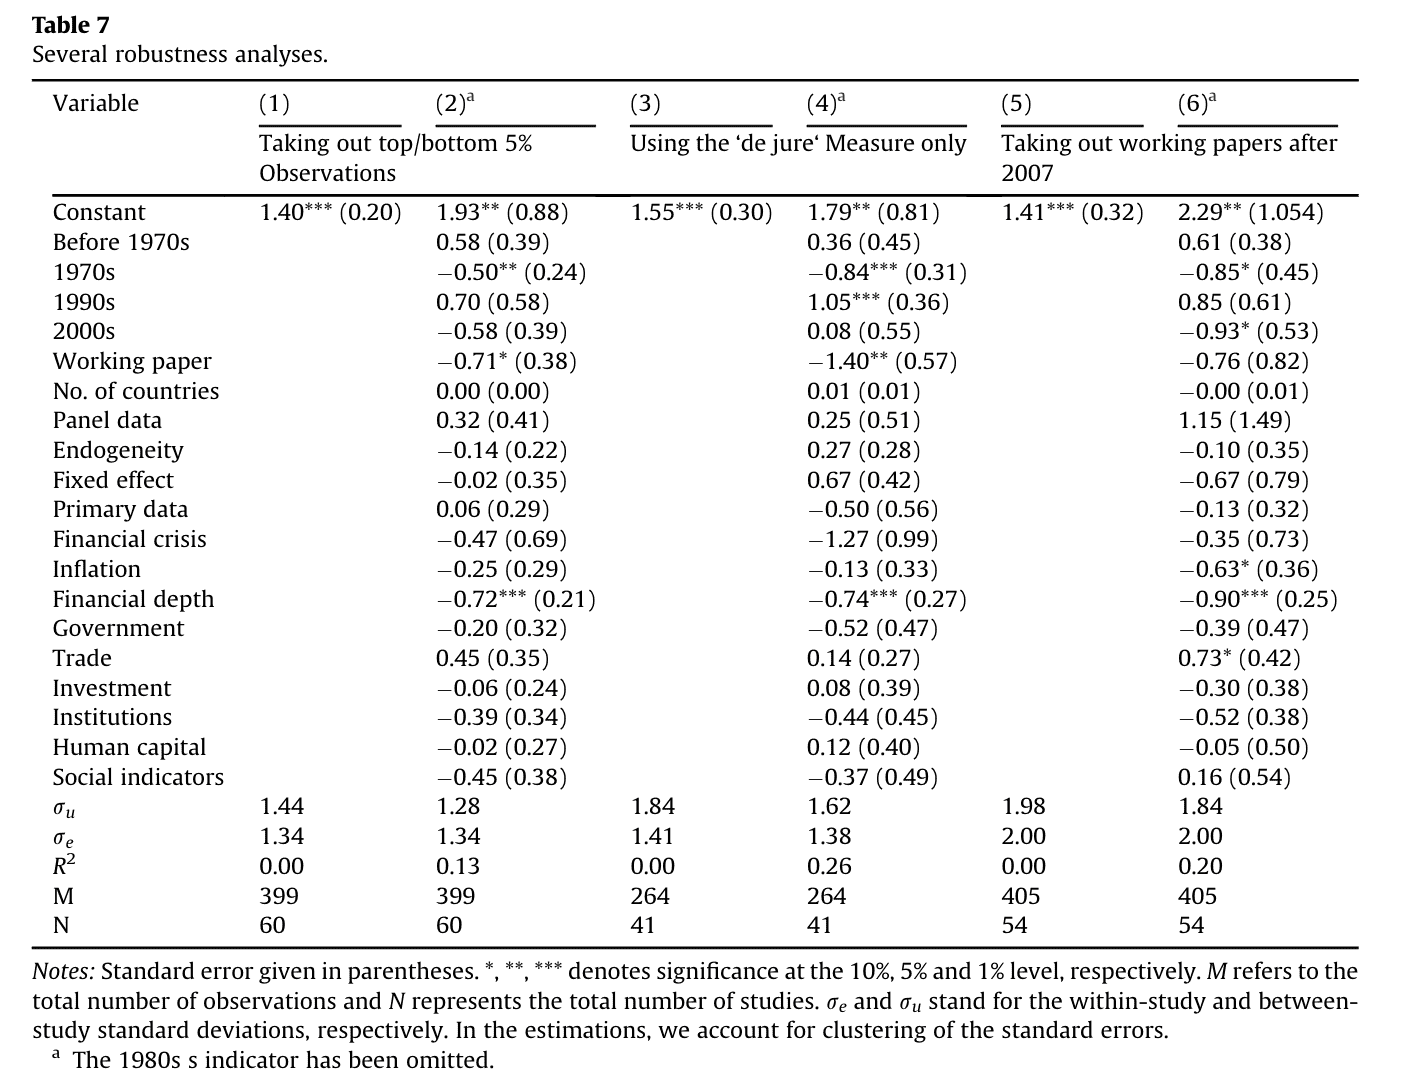 Table 7
Several robustness analyses.
Variable (1) (2)ᵃ (3) (4)ᵃ (5) (6)ᵃ
Taking out top/bottom 5% Using the ‘de jure‘ Measure only Taking out working papers after
Observations 2007
Constant 1.40*** (0.20) 1.93** (0.88) 1.55*** (0.30) 1.79** (0.81) 1.41*** (0.32) 2.29** (1.054)
Before 1970s 0.58 (0.39) 0.36 (0.45) 0.61 (0.38)
1970s −0.50** (0.24) −0.84*** (0.31) −0.85* (0.45)
1990s 0.70 (0.58) 1.05*** (0.36) 0.85 (0.61)
2000s −0.58 (0.39) 0.08 (0.55) −0.93* (0.53)
Working paper −0.71* (0.38) −1.40** (0.57) −0.76 (0.82)
No. of countries 0.00 (0.00) 0.01 (0.01) −0.00 (0.01)
Panel data 0.32 (0.41) 0.25 (0.51) 1.15 (1.49)
Endogeneity −0.14 (0.22) 0.27 (0.28) −0.10 (0.35)
Fixed effect −0.02 (0.35) 0.67 (0.42) −0.67 (0.79)
Primary data 0.06 (0.29) −0.50 (0.56) −0.13 (0.32)
Financial crisis −0.47 (0.69) −1.27 (0.99) −0.35 (0.73)
Inflation −0.25 (0.29) −0.13 (0.33) −0.63* (0.36)
Financial depth −0.72*** (0.21) −0.74*** (0.27) −0.90*** (0.25)
Government −0.20 (0.32) −0.52 (0.47) −0.39 (0.47)
Trade 0.45 (0.35) 0.14 (0.27) 0.73* (0.42)
Investment −0.06 (0.24) 0.08 (0.39) −0.30 (0.38)
Institutions −0.39 (0.34) −0.44 (0.45) −0.52 (0.38)
Human capital −0.02 (0.27) 0.12 (0.40) −0.05 (0.50)
Social indicators −0.45 (0.38) −0.37 (0.49) 0.16 (0.54)
σᵤ 1.44 1.28 1.84 1.62 1.98 1.84
σₑ 1.34 1.34 1.41 1.38 2.00 2.00
R² 0.00 0.13 0.00 0.26 0.00 0.20
M 399 399 264 264 405 405
N 60 60 41 41 54 54
Notes: Standard error given in parentheses. *, **, *** denotes significance at the 10%, 5% and 1% level, respectively. M refers to the
total number of observations and N represents the total number of studies. σₑ and σᵤ stand for the within-study and between-
study standard deviations, respectively. In the estimations, we account for clustering of the standard errors.
ᵃ The 1980s s indicator has been omitted.